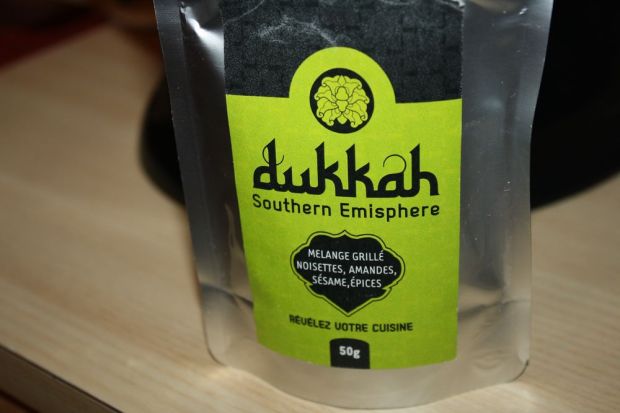 dukkah
Southern Emisphere
MELANGE GRILLÉ
NOISETTES, AMANDES,
SÉSAME,ÉPICES
RÉVÉLEZ VOTRE CUISINE
50g